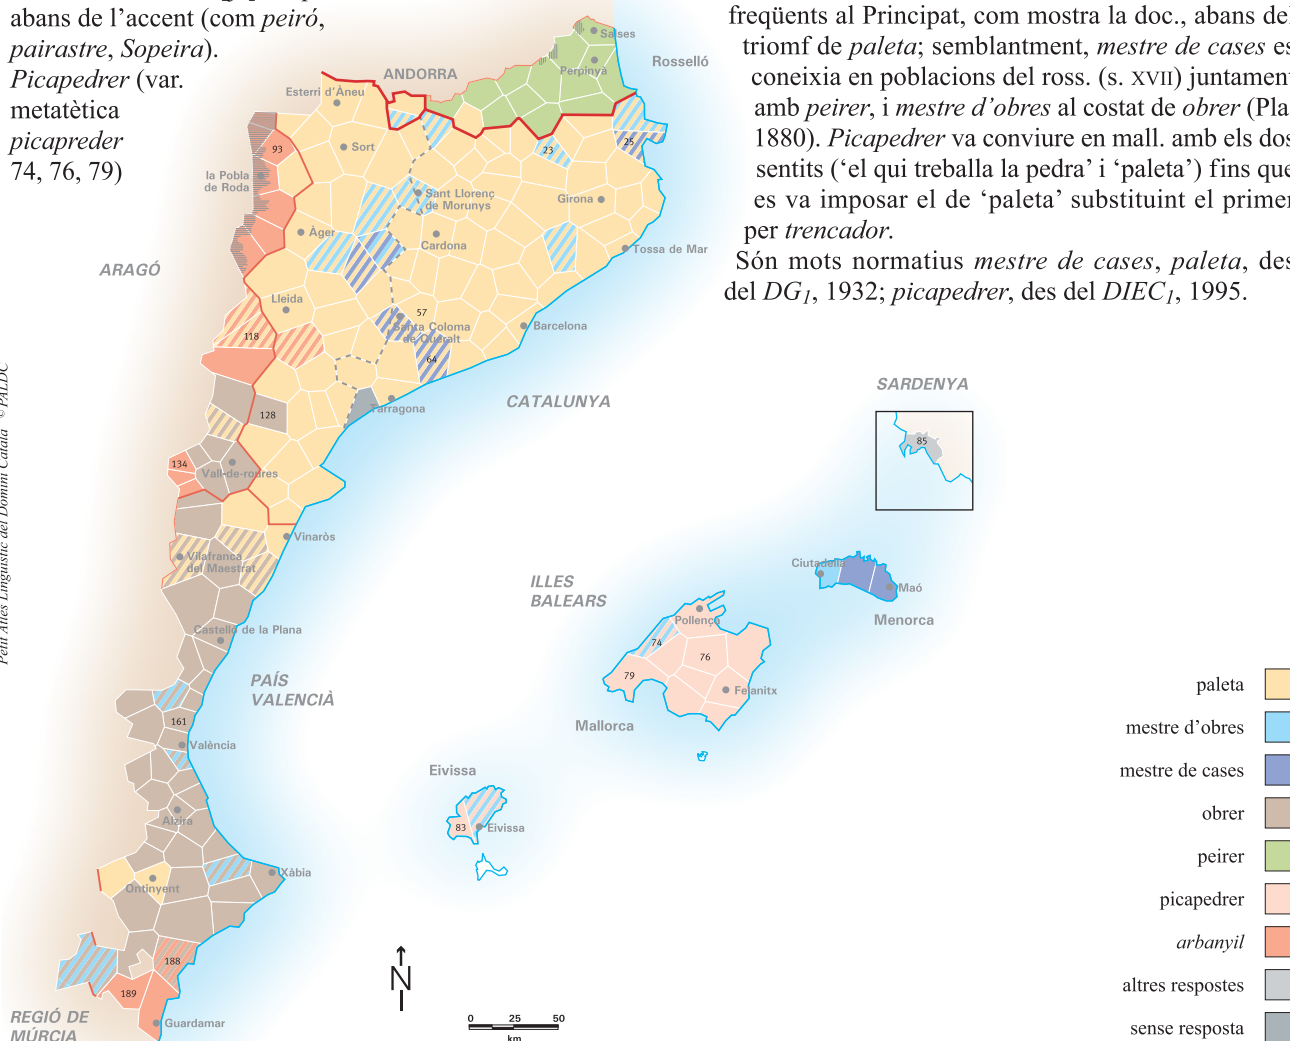 abans de l’accent (com peiró,
pairastre, Sopeira).
Picapedrer (var.
metatètica
picapreder
74, 76, 79)
freqüents al Principat, com mostra la doc., abans del
triomf de paleta; semblantment, mestre de cases es
coneixia en poblacions del ross. (s. XVII) juntament
amb peirer, i mestre d’obres al costat de obrer (Pla
1880). Picapedrer va conviure en mall. amb els dos
sentits (‘el qui treballa la pedra’ i ‘paleta’) fins que
es va imposar el de ‘paleta’ substituint el primer
per trencador.
Són mots normatius mestre de cases, paleta, des
del DG1, 1932; picapedrer, des del DIEC1, 1995.
Petit Atles Lingüístic del Domini Català ©PALDC
ANDORRA
Salses
Perpinyà
Rosselló
Esterri d’Àneu
Sort
93
la Pobla
de Roda
23
25
Sant Llorenç
de Morunys
Girona
Àger
Cardona
Tossa de Mar
ARAGÓ
Lleida
57
Santa Coloma
de Queralt
Barcelona
118
64
128
Tarragona
CATALUNYA
SARDENYA
85
134
Vall-de-roures
Vinaròs
Vilafranca
del Maestrat
Castelló de la Plana
PAÍS
VALENCIÀ
161
València
ILLES
BALEARS
Ciutadella
Maó
Menorca
Pollença
74
76
79
Felanitx
Mallorca
Eivissa
83
Eivissa
Alzira
Xàbia
Ontinyent
188
189
Guardamar
REGIÓ DE
MÚRCIA
N
0 25 50
km
paleta
mestre d’obres
mestre de cases
obrer
peirer
picapedrer
arbanyil
altres respostes
sense resposta